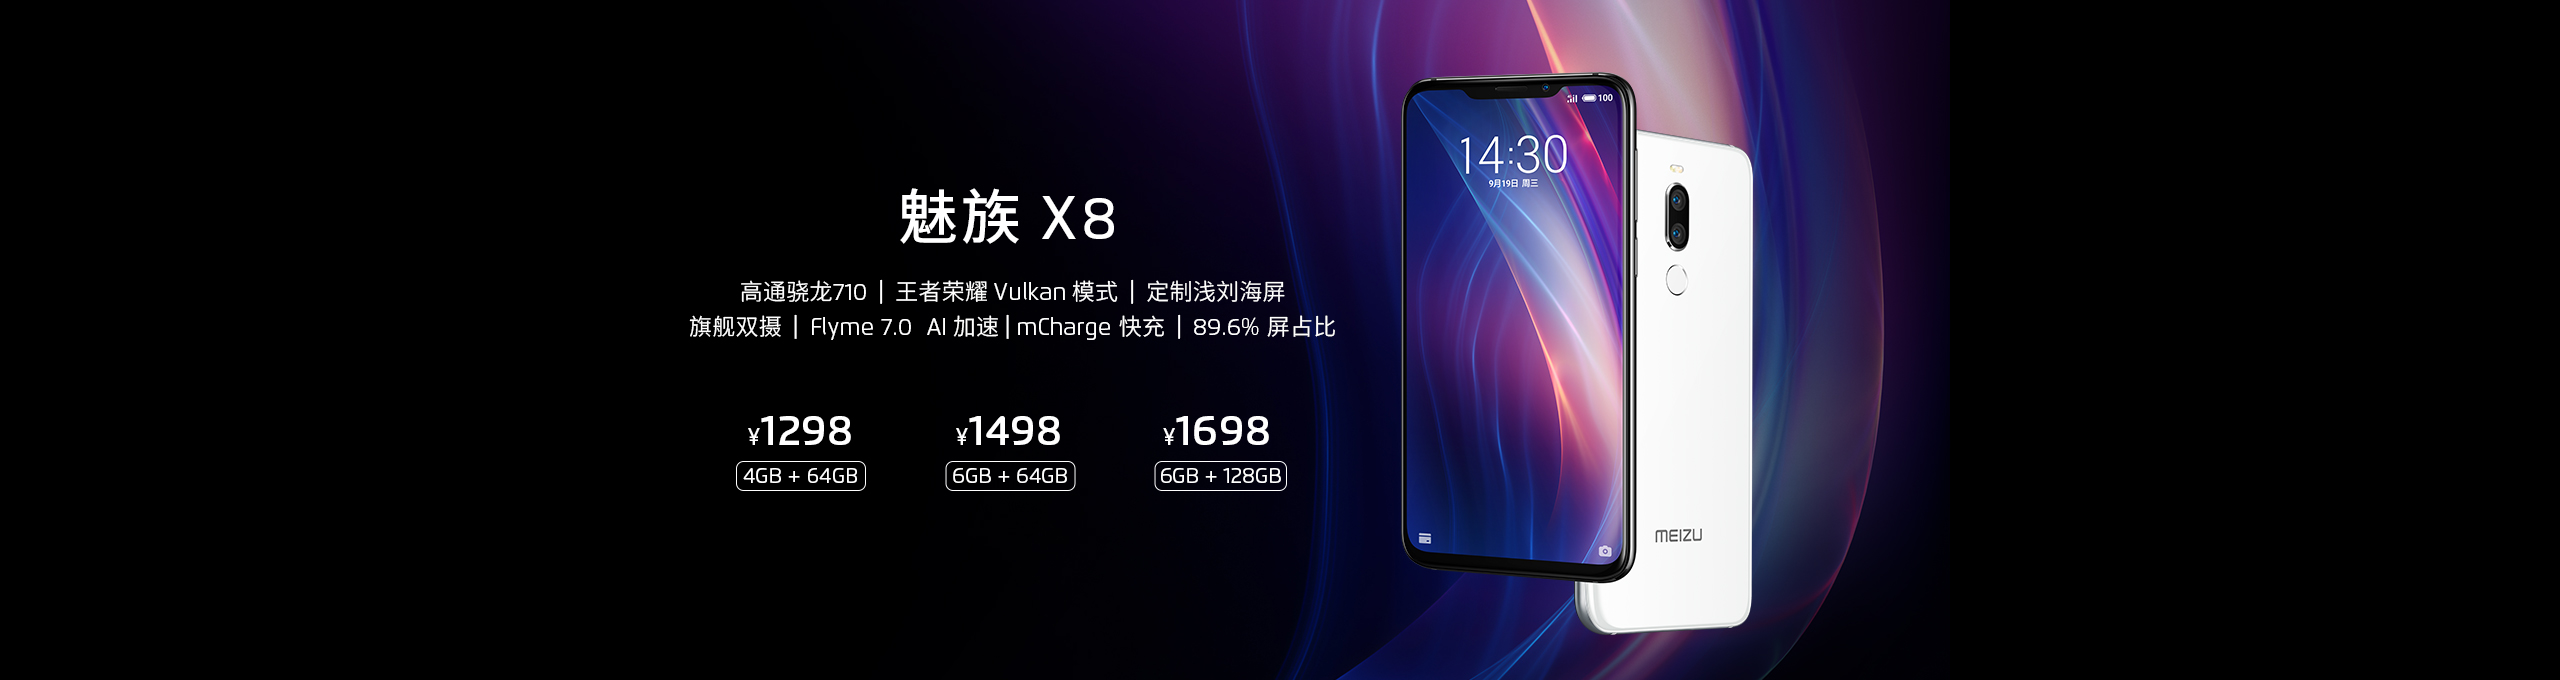 魅族 X8
高通骁龙710 | 王者荣耀 Vulkan 模式 | 定制浅刘海屏
旗舰双摄 | Flyme 7.0 AI 加速 | mCharge 快充 | 89.6% 屏占比
¥1298 ¥1498 ¥1698
4GB + 64GB 6GB + 64GB 6GB + 128GB
100
14:30
9月19日 周三
MEIZU